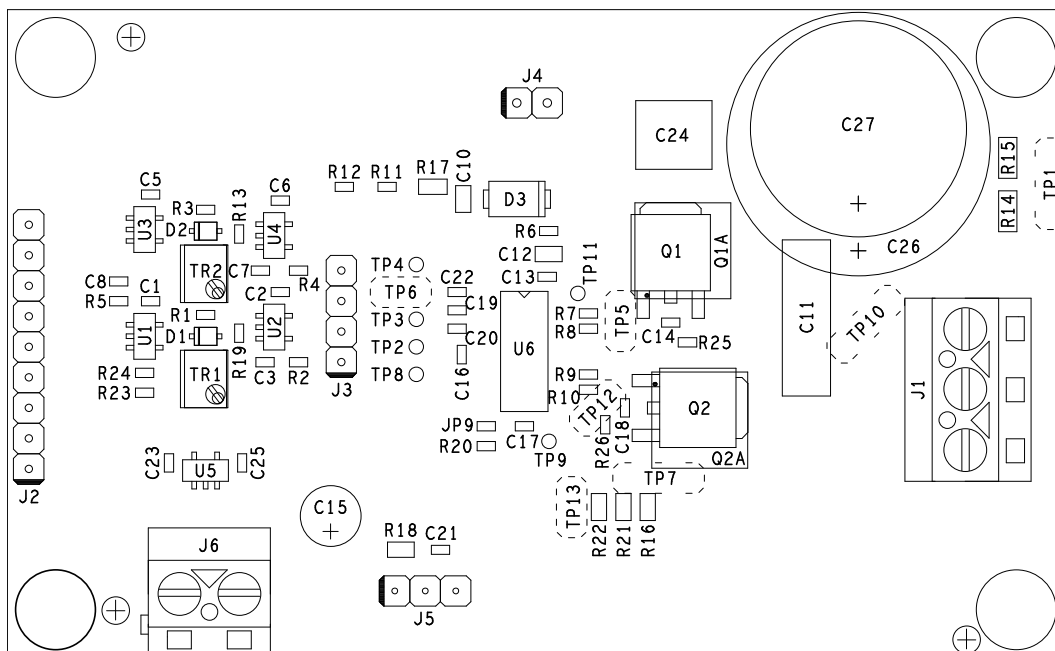 J4
C24
C27
R15
TP1
R12
R11
R17
C10
C5
C6
R3
R13
D3
R14
D2
U3
U4
R6
Q1
Q1A
C26
C12
TP4
TP11
TR2
C7
R4
C13
C8
TP6
C22
R5
C1
C2
C19
R7
TP5
C11
TP10
R1
TP3
R8
C14
U1
D1
R19
U2
C20
U6
R25
TP2
R24
TR1
C3
R2
J3
TP8
C16
R9
R23
R10
TP12
Q2
J1
JP9
C18
R20
C17
R26
TP9
C23
U5
C25
Q2A
TP7
J2
TP13
C15
R18
C21
R22
R21
R16
J6
J5